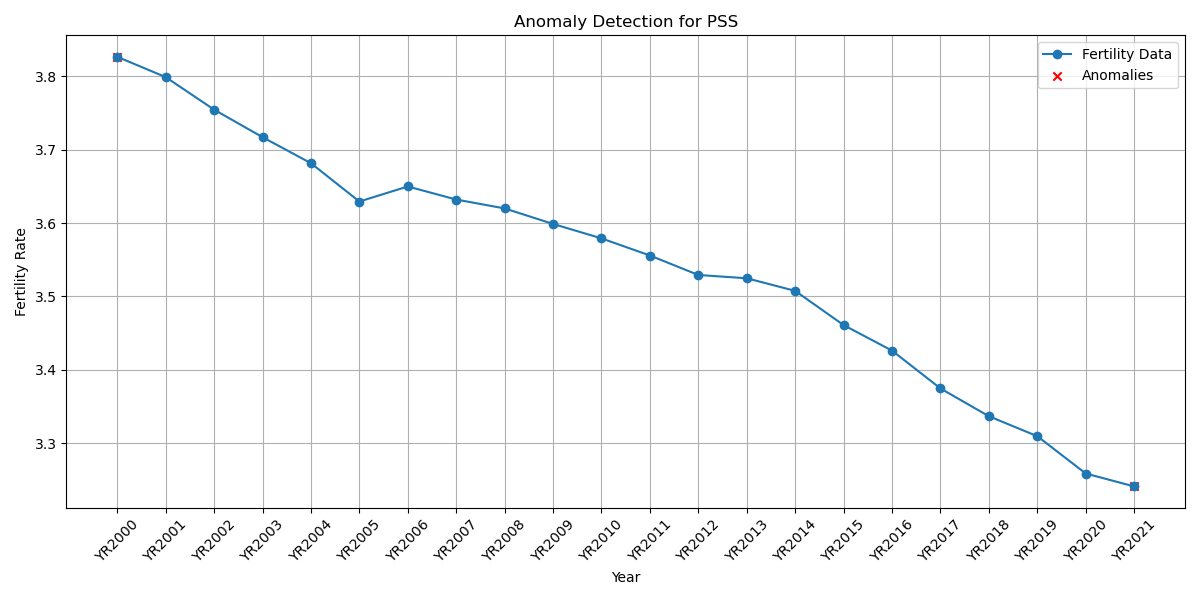 Anomaly Detection for PSS
Fertility Data
Anomalies
Fertility Rate
3.8
3.7
3.6
3.5
3.4
3.3
YR2000
YR2001
YR2002
YR2003
YR2004
YR2005
YR2006
YR2007
YR2008
YR2009
YR2010
YR2011
YR2012
YR2013
YR2014
YR2015
YR2016
YR2017
YR2018
YR2019
YR2020
YR2021
Year